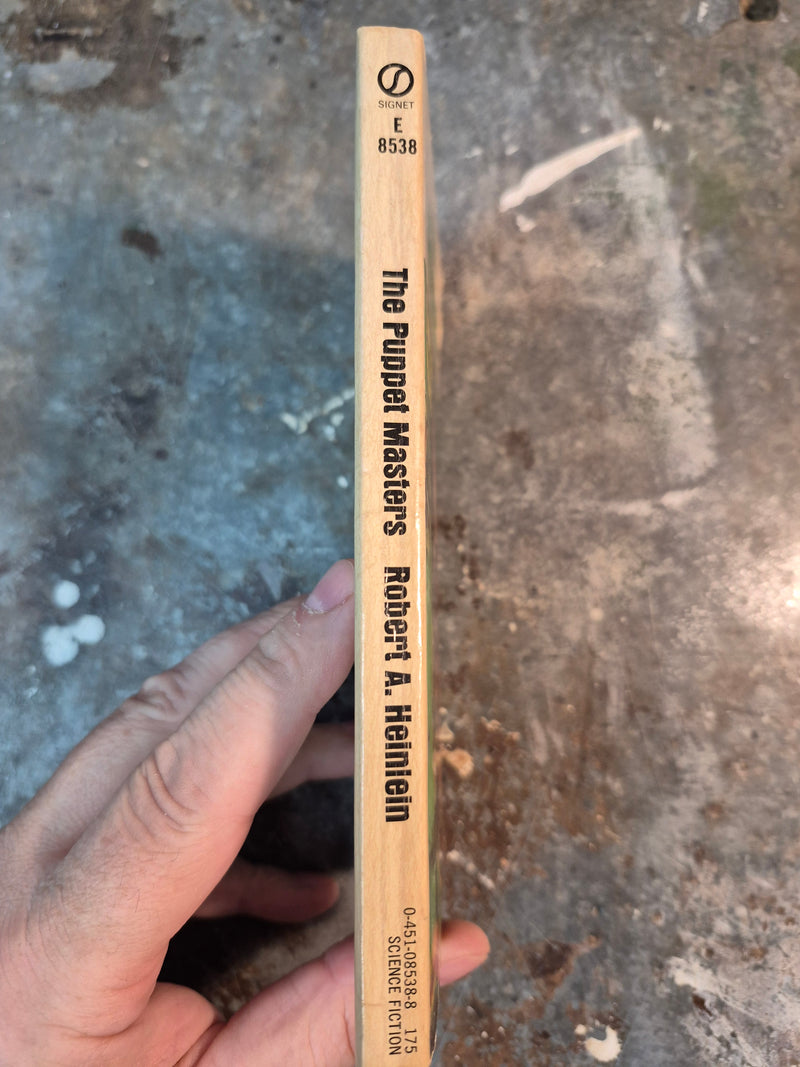 SIGNET
E
8538
The Puppet Masters Robert A. Heinlein
0-451-08538-8 175
SCIENCE FICTION